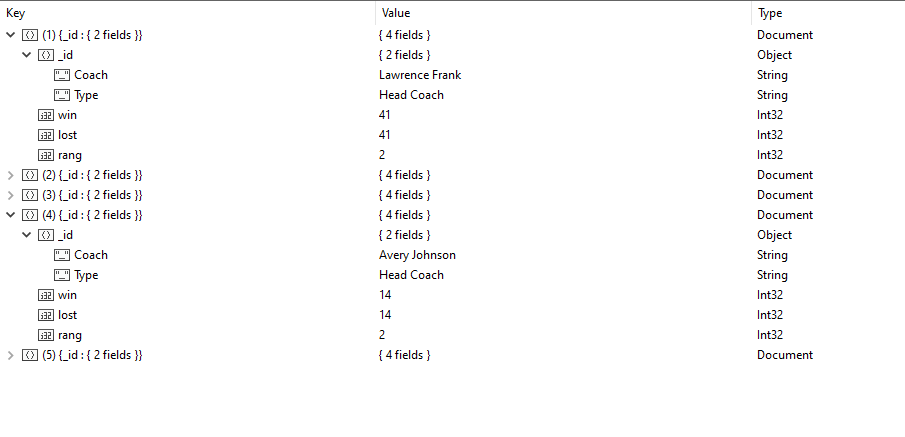 Key Value Type
(1) {_id : { 2 fields }} { 4 fields } Document
_id { 2 fields } Object
Coach Lawrence Frank String
Type Head Coach String
win 41 Int32
lost 41 Int32
rang 2 Int32
(2) {_id : { 2 fields }} { 4 fields } Document
(3) {_id : { 2 fields }} { 4 fields } Document
(4) {_id : { 2 fields }} { 4 fields } Document
_id { 2 fields } Object
Coach Avery Johnson String
Type Head Coach String
win 14 Int32
lost 14 Int32
rang 2 Int32
(5) {_id : { 2 fields }} { 4 fields } Document